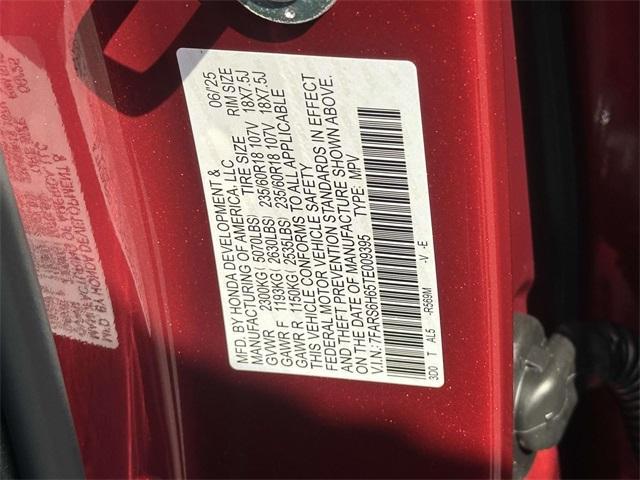 MFD. BY HONDA DEVELOPMENT & 06/'25
MANUFACTURING OF AMERICA, LLC TIRE SIZE RIM SIZE
GVWR 2300KG( 5070LBS) 235/60R18 107V 18X7.5J
GAWR F 1193KG( 2630LBS) 235/60R18 107V 18X7.5J
GAWR R 1150KG( 2535LBS)
THIS VEHICLE CONFORMS TO ALL APPLICABLE
FEDERAL MOTOR VEHICLE SAFETY
AND THEFT PREVENTION STANDARDS IN EFFECT
ON THE DATE OF MANUFACTURE SHOWN ABOVE.
V.I.N.:7FARS6H65TE009395 TYPE: MPV
3D0 T AL5 -R569M -V -E